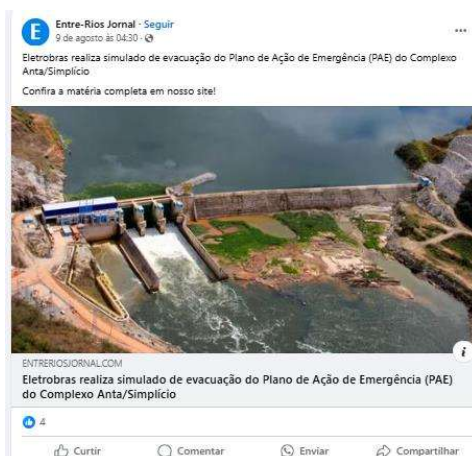 Entre-Rios Jornal · Seguir
9 de agosto às 04:30 ·
Eletrobras realiza simulado de evacuação do Plano de Ação de Emergência (PAE) do Complexo
Anta/Simplício
Confira a matéria completa em nosso site!
ENTRERIOSJORNAL.COM
Eletrobras realiza simulado de evacuação do Plano de Ação de Emergência (PAE)
do Complexo Anta/Simplício
4
Curtir Comentar Enviar Compartilhar